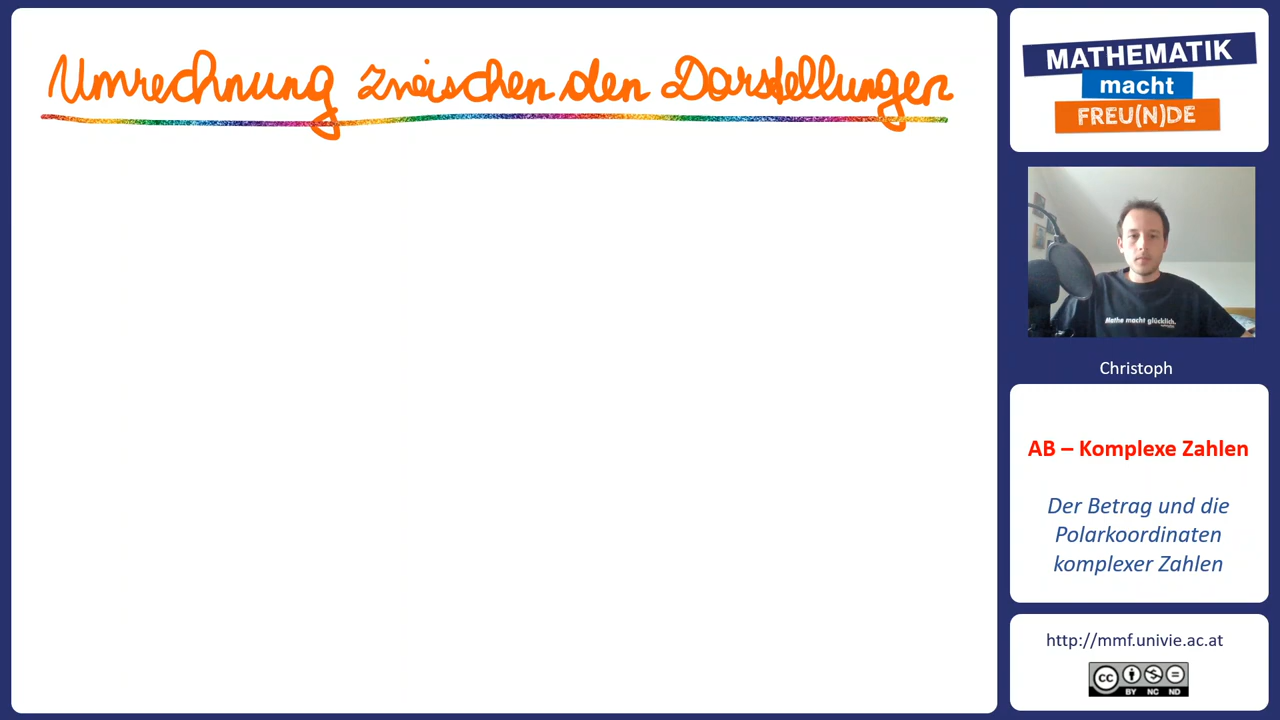 Umrechnung zwischen den Darstellungen
MATHEMATIK
macht
FREU(N)DE
Mathe macht glücklich.
Christoph
AB – Komplexe Zahlen
Der Betrag und die
Polarkoordinaten
komplexer Zahlen
http://mmf.univie.ac.at
cc
BY NC ND